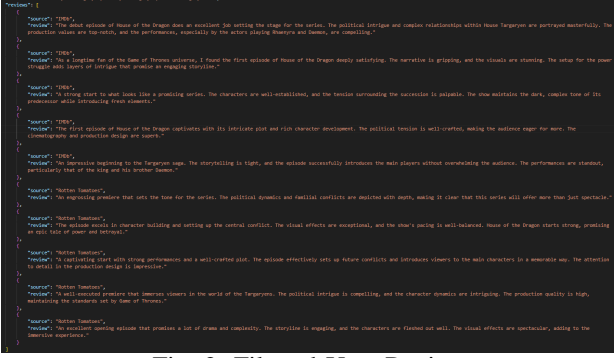 "reviews": [
{
"source": "IMDb",
"review": "The debut episode of House of the Dragon does an excellent job setting the stage for the series. The political intrigue and complex relationships within House Targaryen are portrayed masterfully. The
production values are top-notch, and the performances, especially by the actors playing Rhaenyra and Daemon, are compelling."
},
{
"source": "IMDb",
"review": "As a longtime fan of the Game of Thrones universe, I found the first episode of House of the Dragon deeply satisfying. The narrative is gripping, and the visuals are stunning. The setup for the power
struggle adds layers of intrigue that promise an engaging storyline."
},
{
"source": "IMDb",
"review": "A strong start to what looks like a promising series. The characters are well-established, and the tension surrounding the succession is palpable. The show maintains the dark, complex tone of its
predecessor while introducing fresh elements."
},
{
"source": "IMDb",
"review": "The first episode of House of the Dragon captivates with its intricate plot and rich character development. The political tension is well-crafted, making the audience eager for more. The
cinematography and production design are superb."
},
{
"source": "IMDb",
"review": "An impressive beginning to the Targaryen saga. The storytelling is tight, and the episode successfully introduces the main players without overwhelming the audience. The performances are standout,
particularly that of the king and his brother Daemon."
},
{
"source": "Rotten Tomatoes",
"review": "An engrossing premiere that sets the tone for the series. The political dynamics and familial conflicts are depicted with depth, making it clear that this series will offer more than just spectacle."
},
{
"source": "Rotten Tomatoes",
"review": "The episode excels in character building and setting up the central conflict. The visual effects are exceptional, and the show's pacing is well-balanced. House of the Dragon starts strong, promising
an epic tale of power and betrayal."
},
{
"source": "Rotten Tomatoes",
"review": "A captivating start with strong performances and a well-crafted plot. The episode effectively sets up future conflicts and introduces viewers to the main characters in a memorable way. The attention
to detail in the production design is impressive."
},
{
"source": "Rotten Tomatoes",
"review": "A well-executed premiere that immerses viewers in the world of the Targaryens. The political intrigue is compelling, and the character dynamics are intriguing. The production quality is high,
maintaining the standards set by Game of Thrones."
},
{
"source": "Rotten Tomatoes",
"review": "An excellent opening episode that promises a lot of drama and complexity. The storyline is engaging, and the characters are fleshed out well. The visual effects are spectacular, adding to the
immersive experience."
}
]